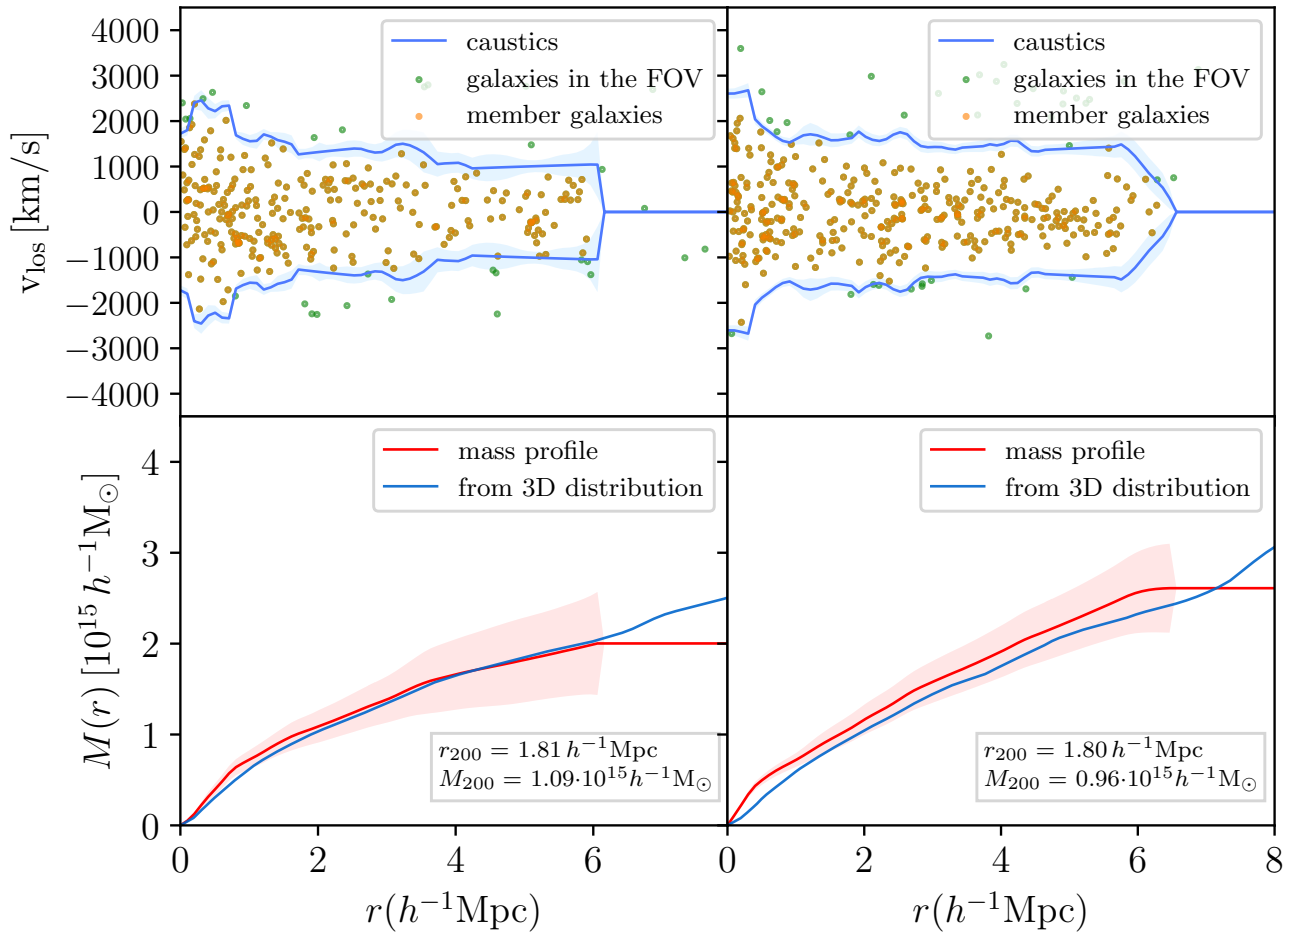 4000
3000
2000
1000
0
−1000
−2000
−3000
−4000
v_los [km/s]
caustics
galaxies in the FOV
member galaxies
caustics
galaxies in the FOV
member galaxies
4
3
2
1
0
M(r) [10^15 h^−1 M_⊙]
mass profile
from 3D distribution
r_200 = 1.81 h^−1 Mpc
M_200 = 1.09·10^15 h^−1 M_⊙
mass profile
from 3D distribution
r_200 = 1.80 h^−1 Mpc
M_200 = 0.96·10^15 h^−1 M_⊙
0 2 4 6
0 2 4 6 8
r(h^−1 Mpc)
r(h^−1 Mpc)